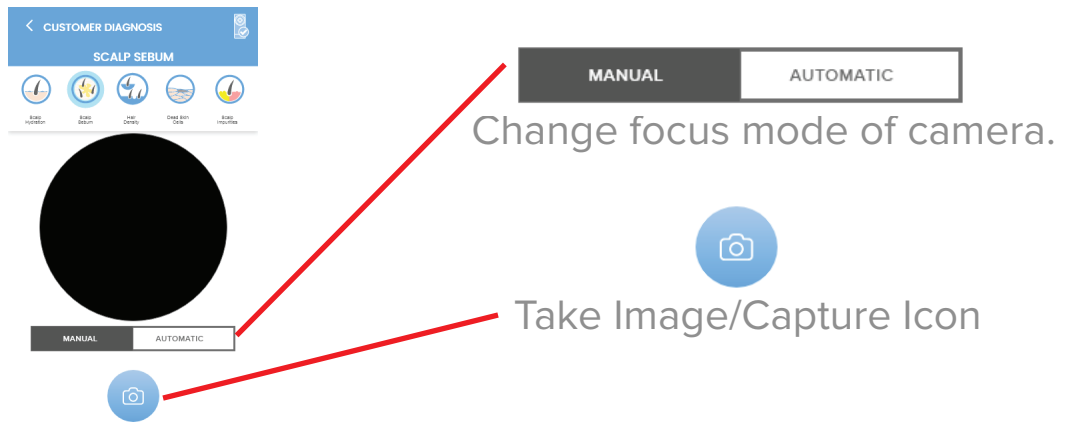 CUSTOMER DIAGNOSIS
SCALP SEBUM
Scalp Hydration
Scalp Sebum
Hair Density
Dead Skin Cells
Scalp Impurities
MANUAL AUTOMATIC
MANUAL AUTOMATIC
Change focus mode of camera.
Take Image/Capture Icon